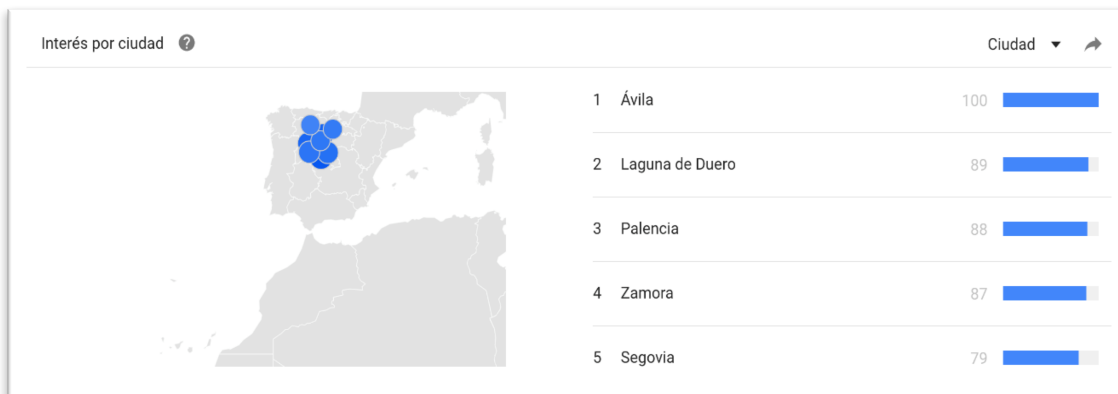 Interés por ciudad
Ciudad
1 Ávila 100
2 Laguna de Duero 89
3 Palencia 88
4 Zamora 87
5 Segovia 79